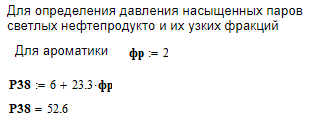 Для определения давления насыщенных паров
светлых нефтепродукто и их узких фракций
Для ароматики фр := 2
P38 := 6 + 23.3·фр
P38 = 52.6